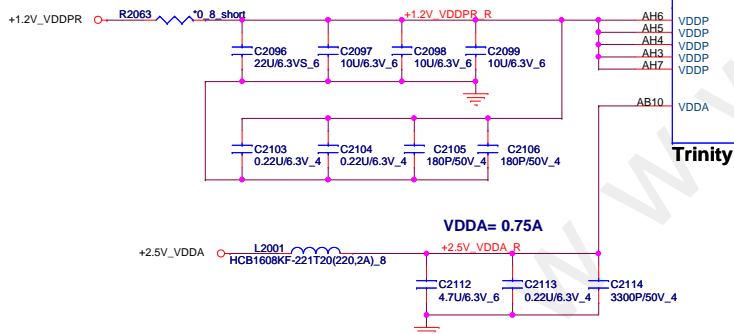 +1.2V_VDDPR
R2063
*0_8_short
+1.2V_VDDPR_R
C2096
22U/6.3VS_6
C2097
10U/6.3V_6
C2098
10U/6.3V_6
C2099
10U/6.3V_6
AH6 VDDP
AH5 VDDP
AH4 VDDP
AH3 VDDP
AH7 VDDP
AB10 VDDA
Trinity
C2103
0.22U/6.3V_4
C2104
0.22U/6.3V_4
C2105
180P/50V_4
C2106
180P/50V_4
VDDA= 0.75A
+2.5V_VDDA
L2001
HCB1608KF-221T20(220,2A)_8
+2.5V_VDDA_R
C2112
4.7U/6.3V_6
C2113
0.22U/6.3V_4
C2114
3300P/50V_4
W W